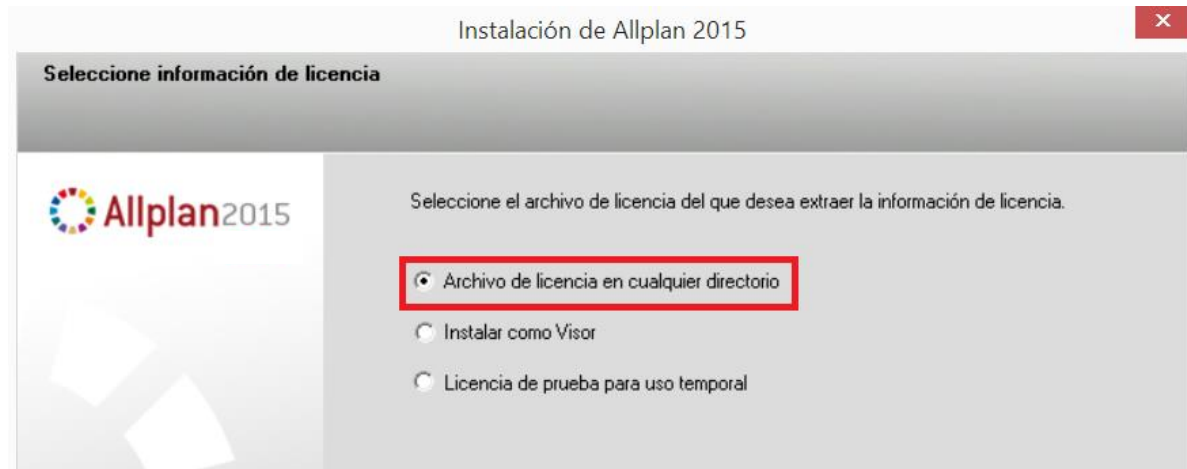 Instalación de Allplan 2015
Seleccione información de licencia
Allplan2015
Seleccione el archivo de licencia del que desea extraer la información de licencia.
Archivo de licencia en cualquier directorio
Instalar como Visor
Licencia de prueba para uso temporal